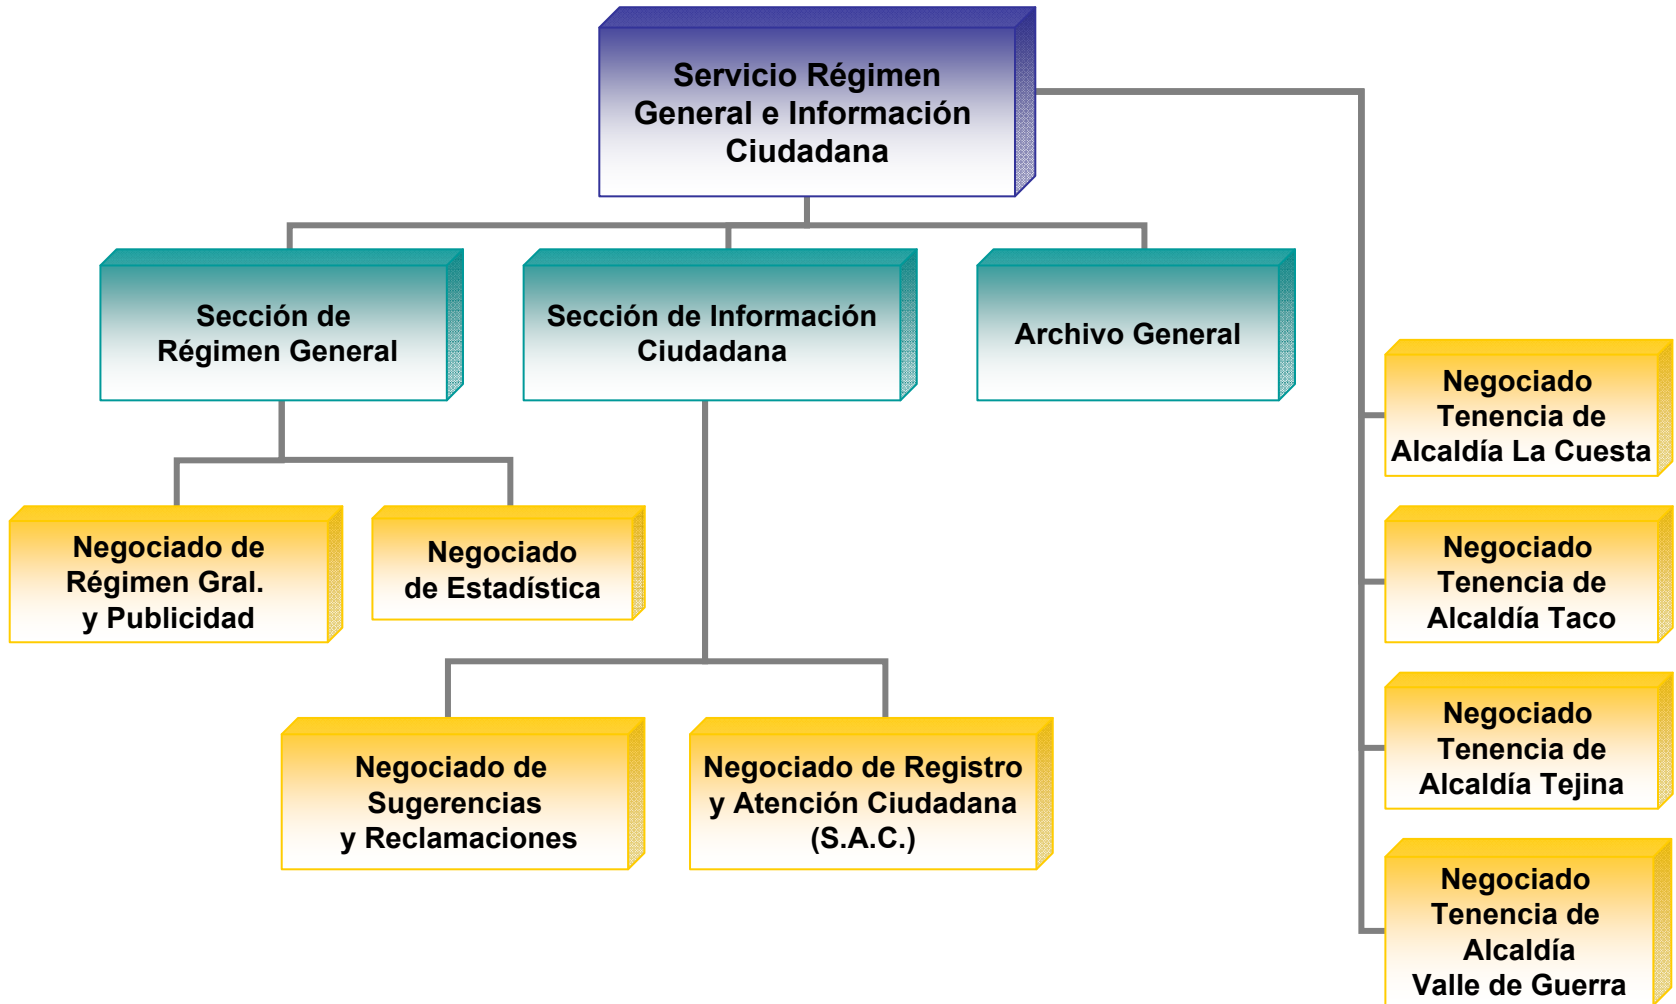 Servicio Régimen
General e Información
Ciudadana
Sección de
Régimen General
Sección de Información
Ciudadana
Archivo General
Negociado de
Régimen Gral.
y Publicidad
Negociado
de Estadística
Negociado de
Sugerencias
y Reclamaciones
Negociado de Registro
y Atención Ciudadana
(S.A.C.)
Negociado
Tenencia de
Alcaldía La Cuesta
Negociado
Tenencia de
Alcaldía Taco
Negociado
Tenencia de
Alcaldía Tejina
Negociado
Tenencia de
Alcaldía
Valle de Guerra